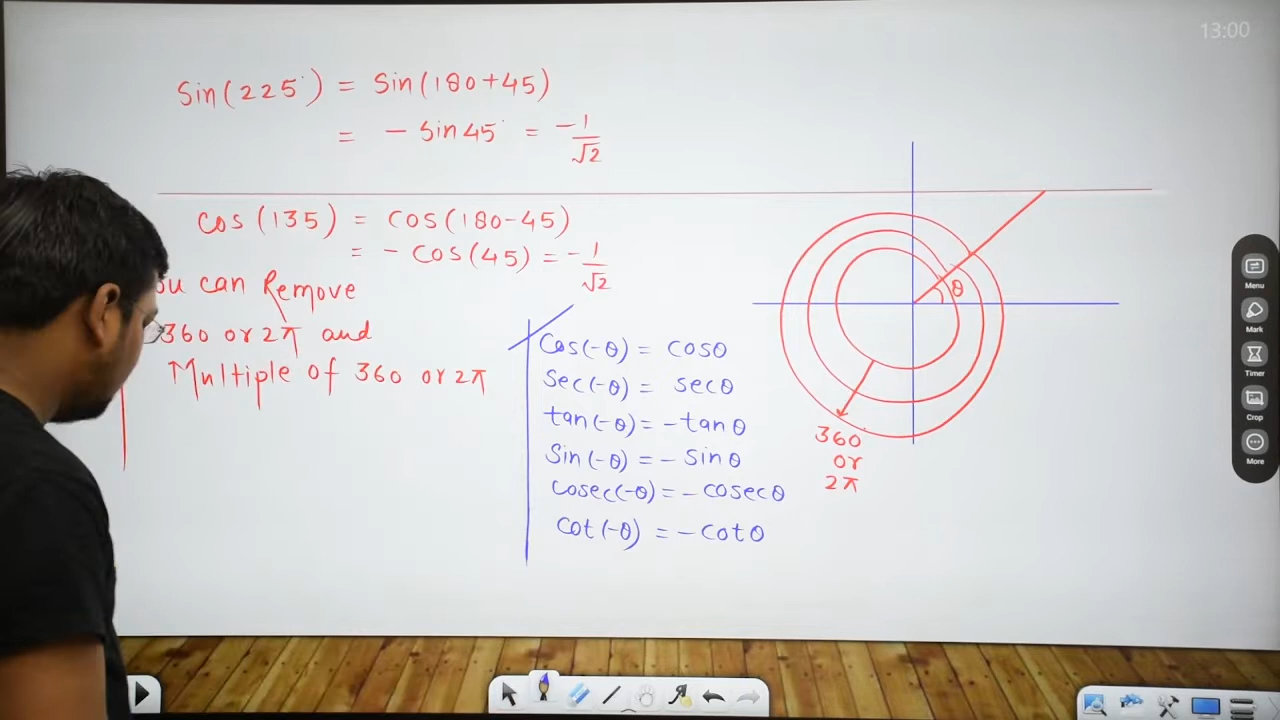 13:00
Sin(225°) = Sin(180+45)
= - Sin45° = -1/√2
Cos(135) = Cos(180-45)
= - Cos(45) = -1/√2
can Remove
360 or 2π and
Multiple of 360 or 2π
Cos(-θ) = Cosθ
Sec(-θ) = Secθ
tan(-θ) = -tanθ
Sin(-θ) = -Sinθ
Cosec(-θ) = -Cosecθ
Cot(-θ) = -Cotθ
θ
360°
or
2π
Menu
Mark
Timer
Crop
More